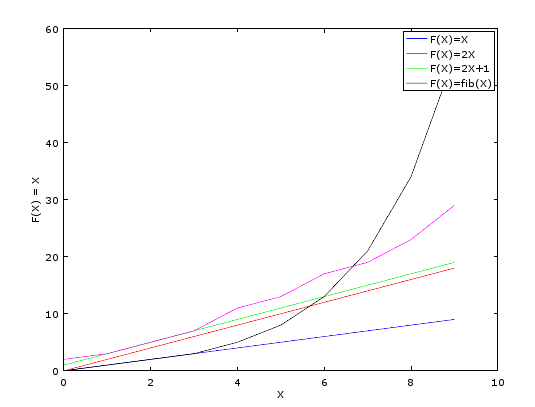 60
50
40
30
20
10
0
F(X) = X
F(X)=X
F(X)=2X
F(X)=2X+1
F(X)=fib(X)
0 2 4 6 8 10
X